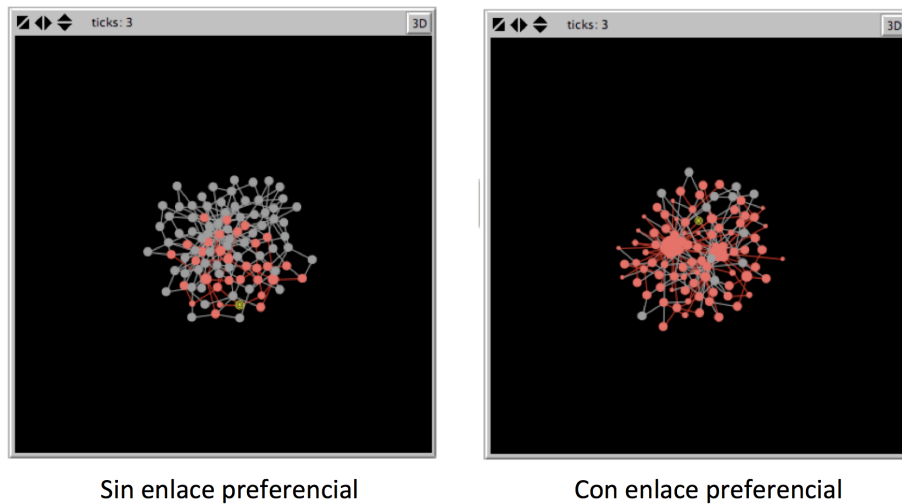 ticks: 3
3D
ticks: 3
3D
Sin enlace preferencial
Con enlace preferencial